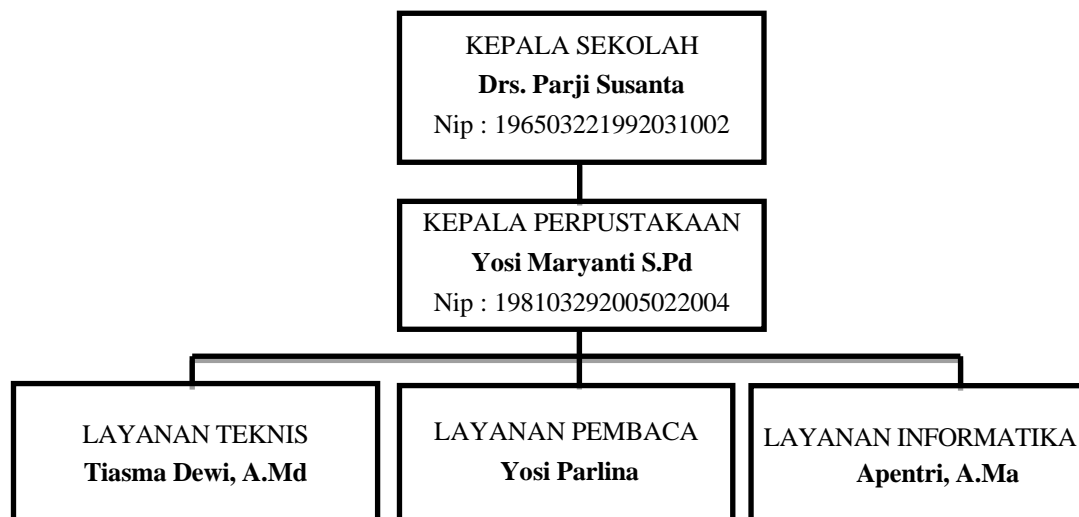 KEPALA SEKOLAH
Drs. Parji Susanta
Nip : 196503221992031002
KEPALA PERPUSTAKAAN
Yosi Maryanti S.Pd
Nip : 198103292005022004
LAYANAN TEKNIS
Tiasma Dewi, A.Md
LAYANAN PEMBACA
Yosi Parlina
LAYANAN INFORMATIKA
Apentri, A.Ma